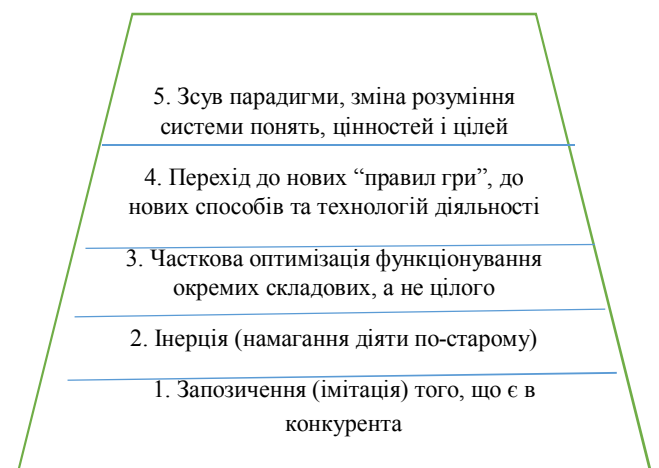 5. Зсув парадигми, зміна розуміння
системи понять, цінностей і цілей
4. Перехід до нових “правил гри”, до
нових способів та технологій діяльності
3. Часткова оптимізація функціонування
окремих складових, а не цілого
2. Інерція (намагання діяти по-старому)
1. Запозичення (імітація) того, що є в
конкурента